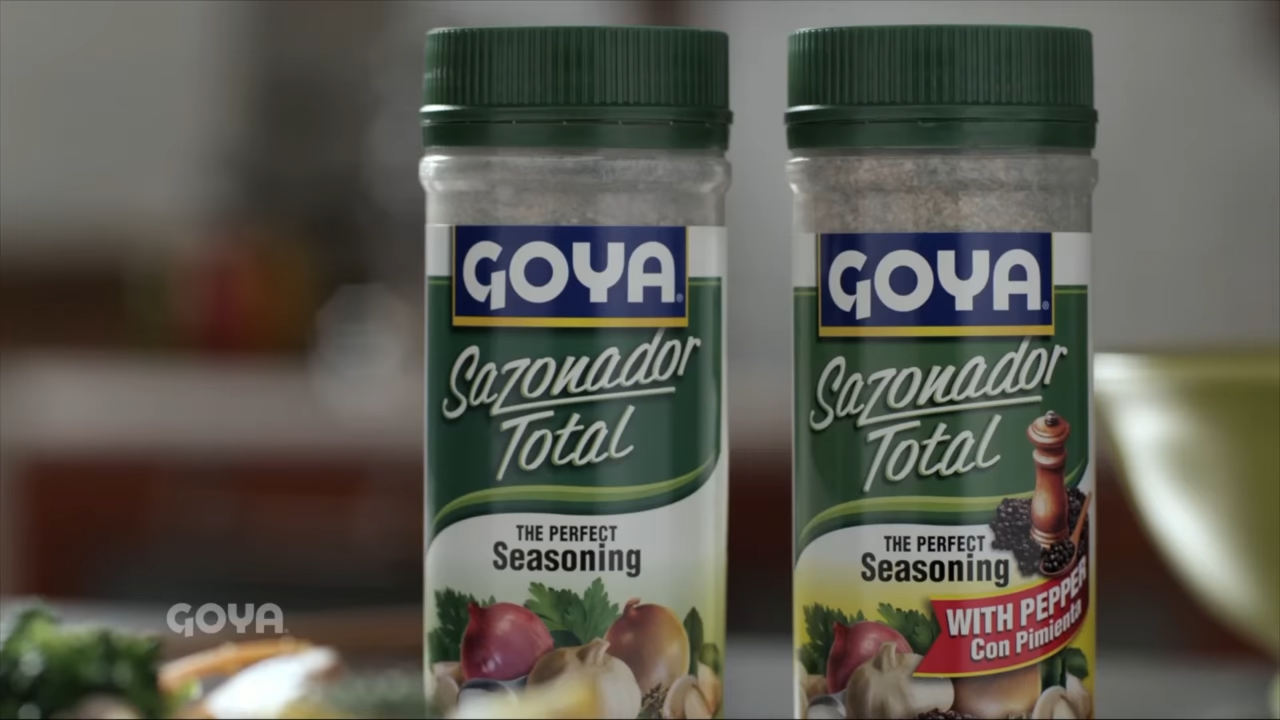 GOYA
Sazonador
Total
THE PERFECT
Seasoning
GOYA
Sazonador
Total
THE PERFECT
Seasoning
WITH PEPPER
Con Pimienta
GOYA